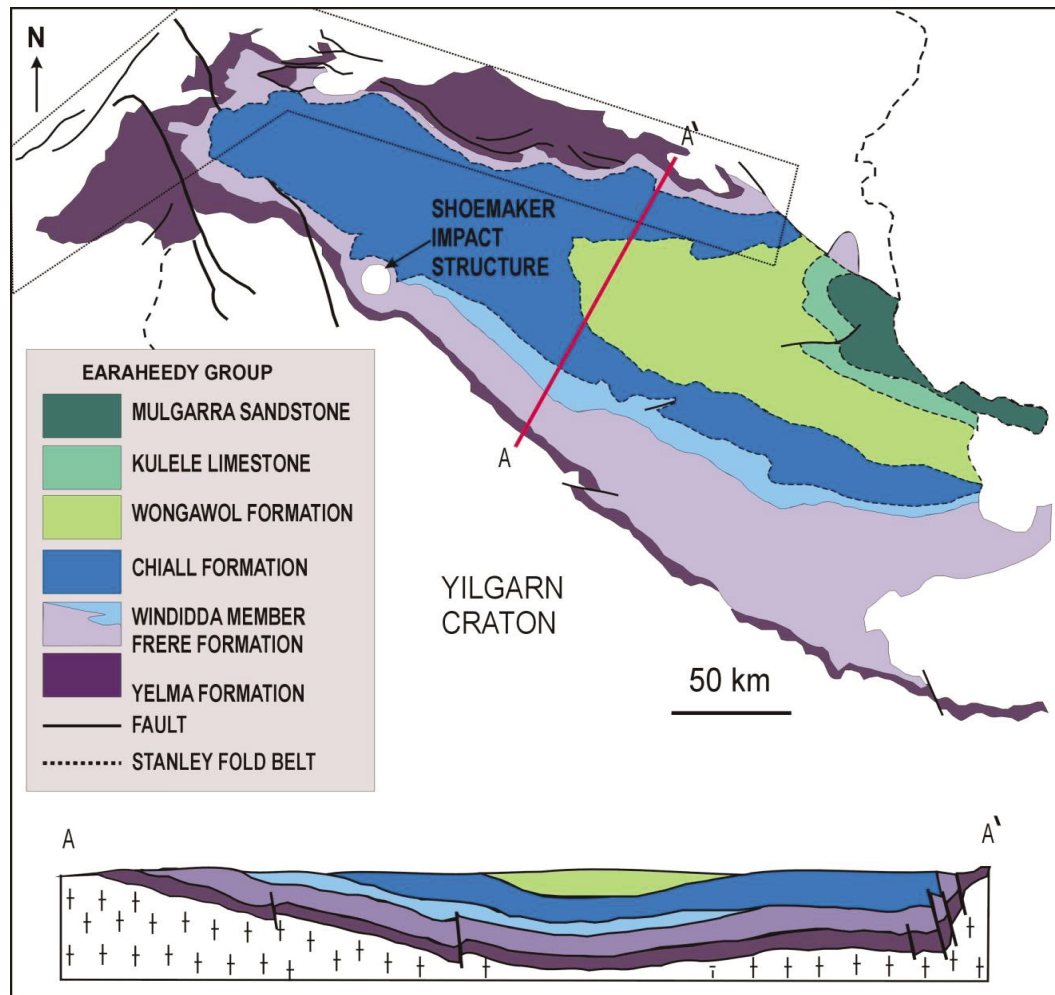 N
A'
SHOEMAKER
IMPACT
STRUCTURE
A
YILGARN
CRATON
50 km
EARAHEEDY GROUP
MULGARRA SANDSTONE
KULELE LIMESTONE
WONGAWOL FORMATION
CHIALL FORMATION
WINDIDDA MEMBER
FRERE FORMATION
YELMA FORMATION
FAULT
STANLEY FOLD BELT
A
A'